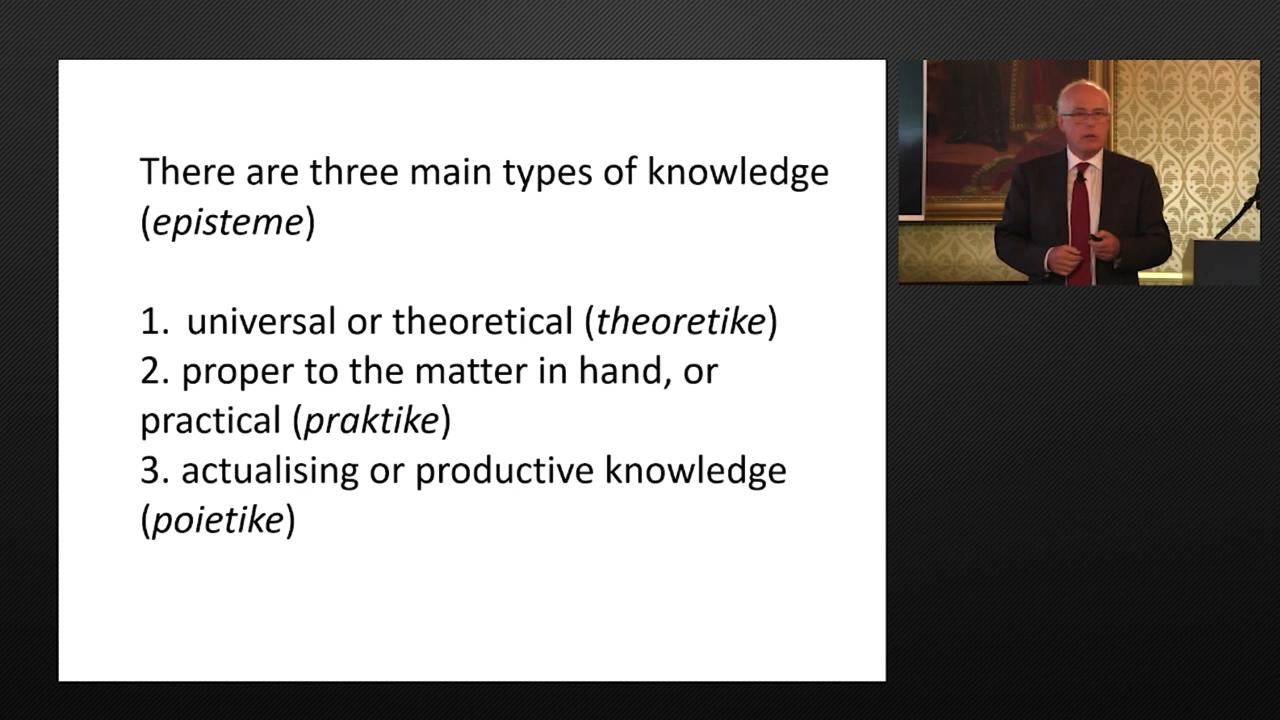 There are three main types of knowledge
(episteme)
1. universal or theoretical (theoretike)
2. proper to the matter in hand, or
practical (praktike)
3. actualising or productive knowledge
(poietike)